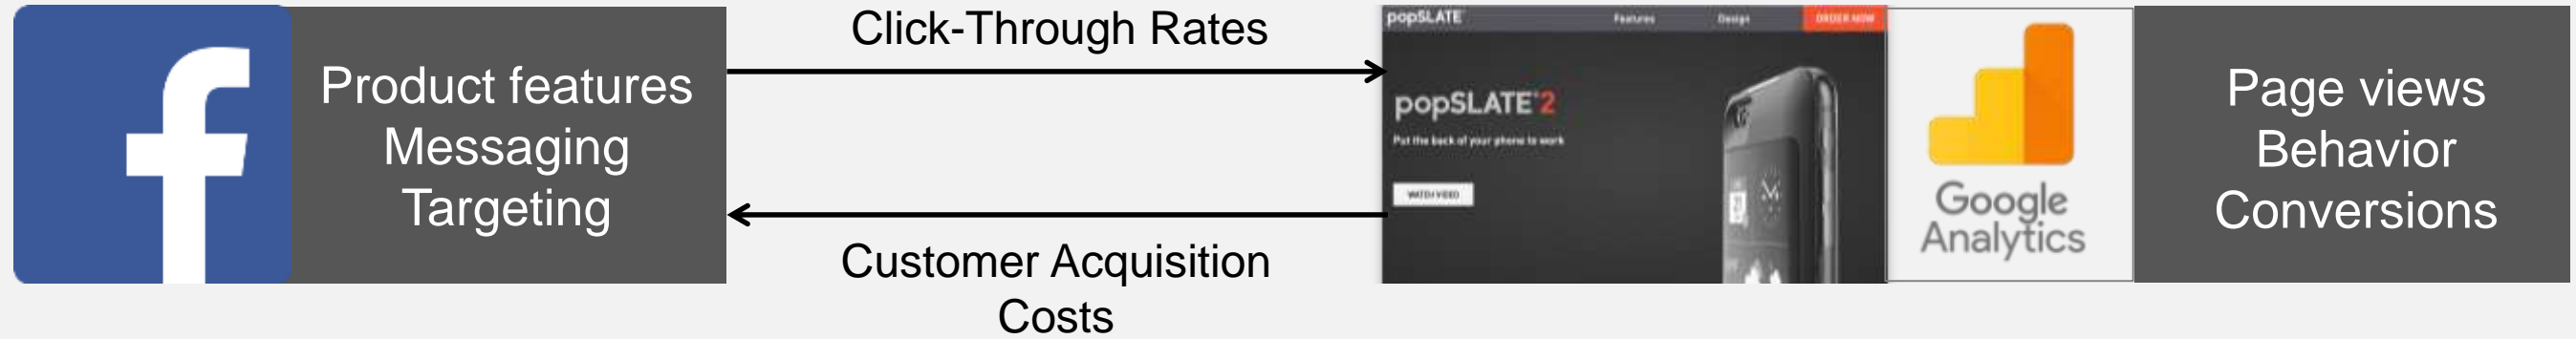 Product features
Messaging
Targeting
Click-Through Rates
Customer Acquisition
Costs
popSLATE
Features
Design
ORDER NOW
popSLATE 2
Put the back of your phone to work
WATCH VIDEO
Google
Analytics
Page views
Behavior
Conversions